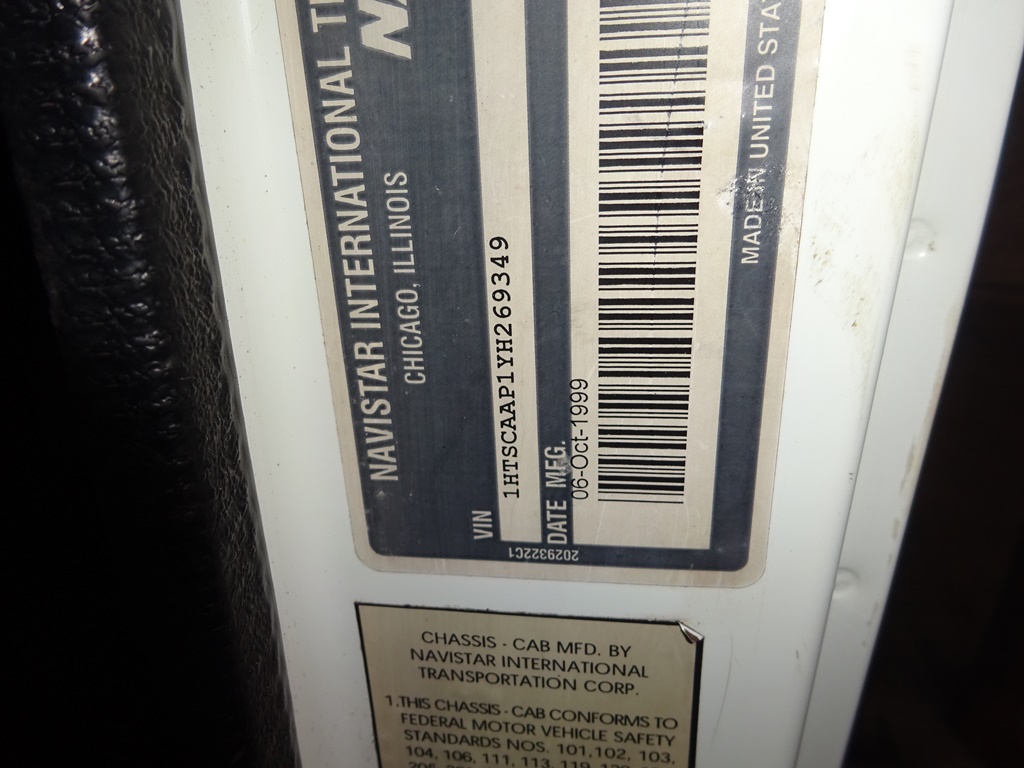 NAVISTAR INTERNATIONAL
CHICAGO, ILLINOIS
VIN
1HTSCAAP1YH269349
DATE MFG.
06-Oct-1999
MADE IN UNITED
2029322C1
CHASSIS - CAB MFD. BY
NAVISTAR INTERNATIONAL
TRANSPORTATION CORP.
1.THIS CHASSIS - CAB CONFORMS TO
FEDERAL MOTOR VEHICLE SAFETY
STANDARDS NOS. 101,102, 103,
104, 106, 111, 113, 119,